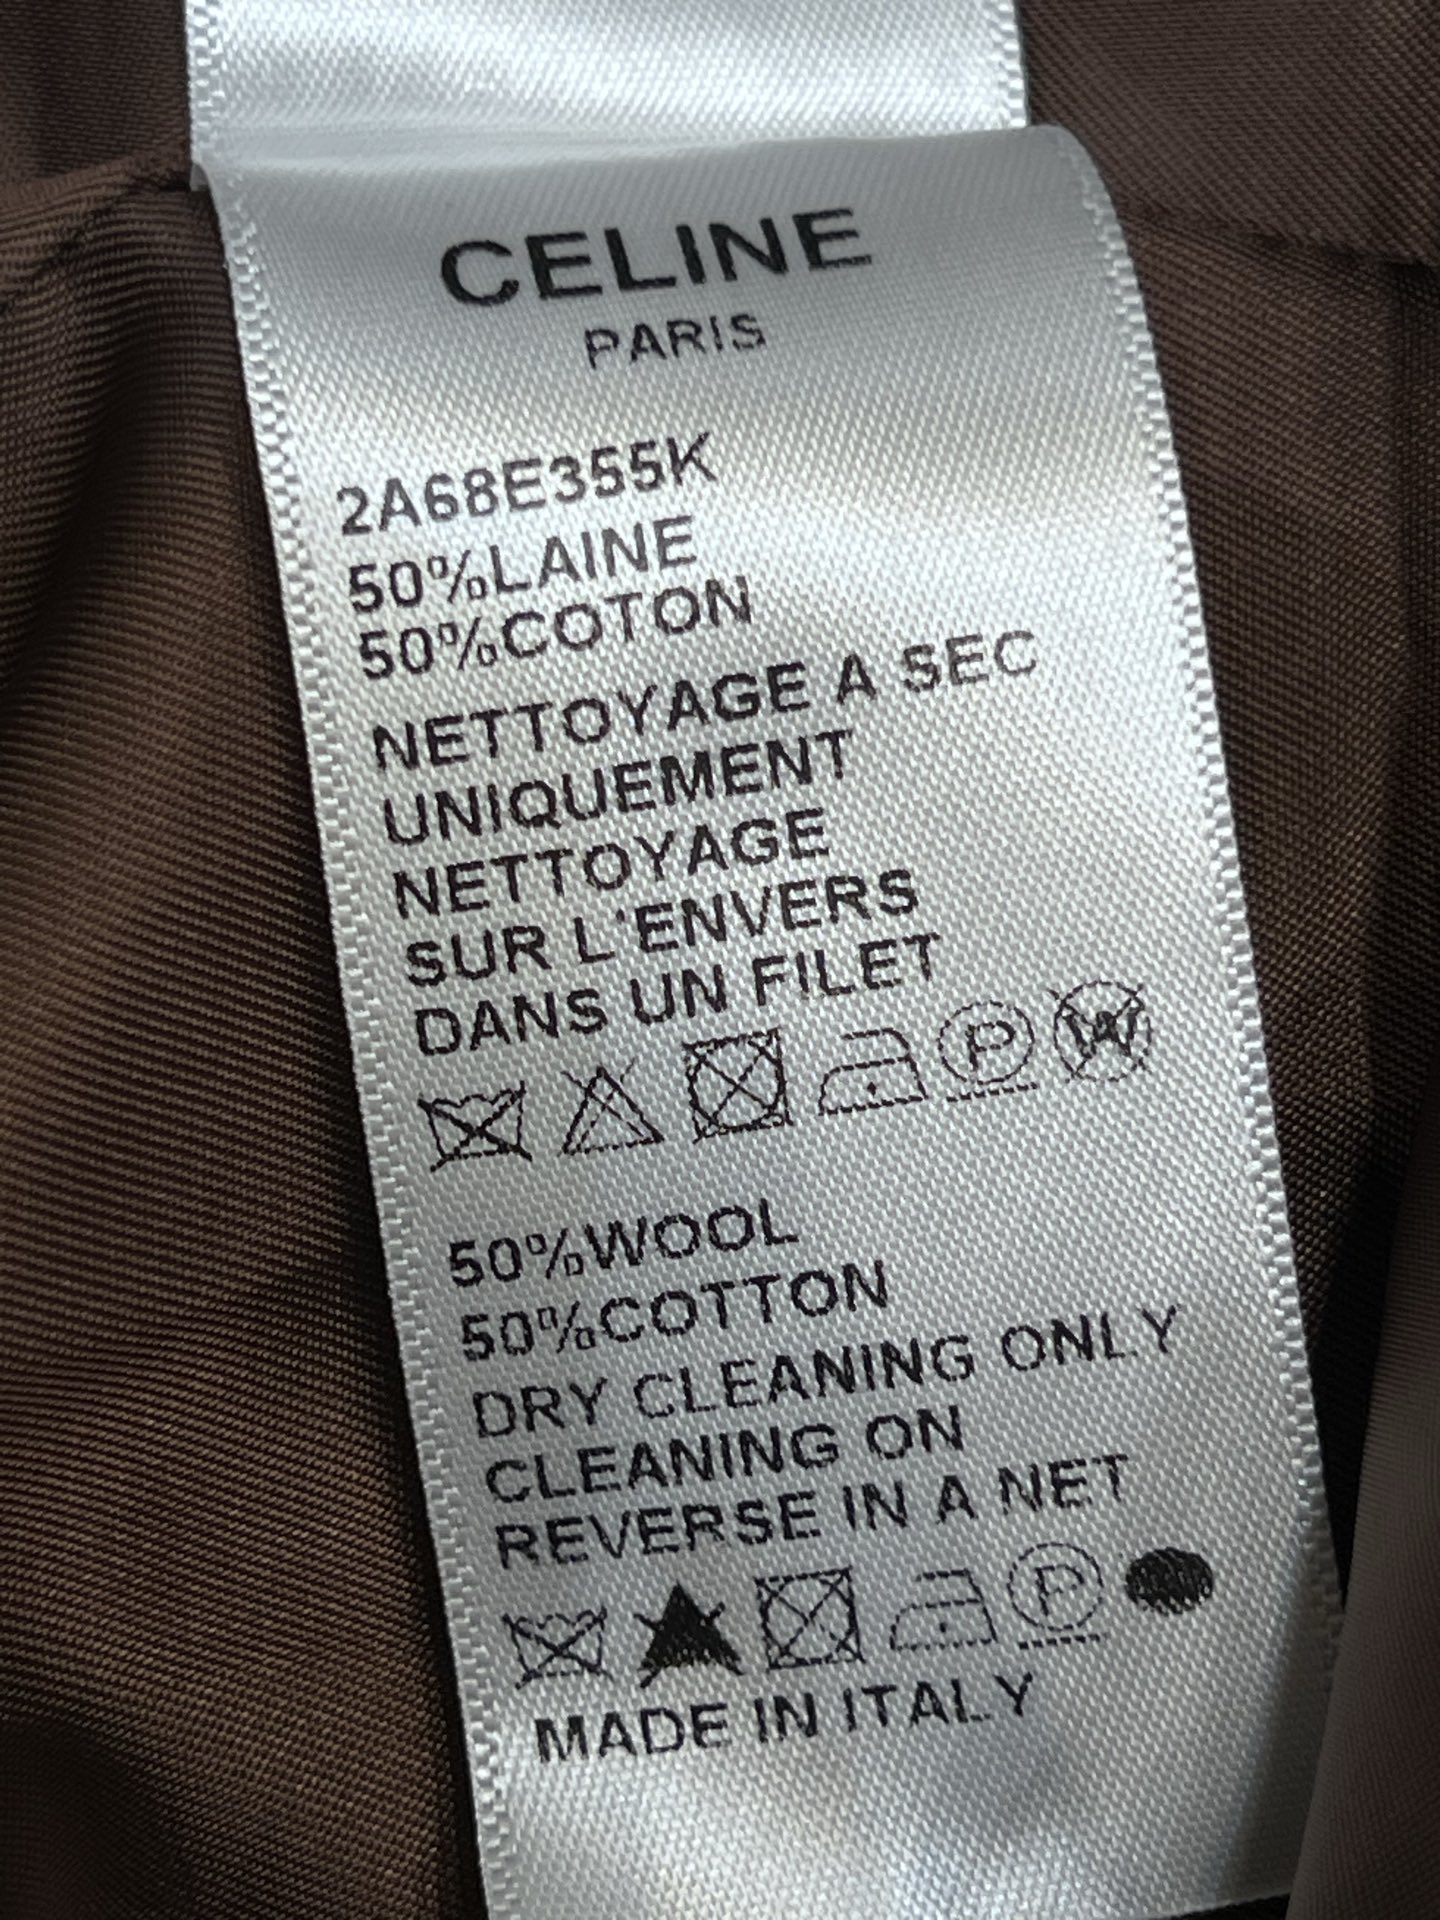 CELINE
PARIS
2A68E355K
50%LAINE
50%COTON
NETTOYAGE A SEC
UNIQUEMENT
NETTOYAGE
SUR L'ENVERS
DANS UN FILET
P W
50%WOOL
50%COTTON
DRY CLEANING ONLY
CLEANING ON
REVERSE IN A NET
P
MADE IN ITALY